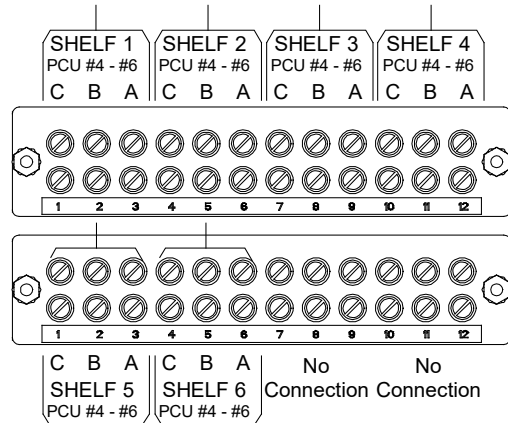 SHELF 1 SHELF 2 SHELF 3 SHELF 4
PCU #4 - #6 PCU #4 - #6 PCU #4 - #6 PCU #4 - #6
C B A C B A C B A C B A
1 2 3 4 5 6 7 8 9 10 11 12
1 2 3 4 5 6 7 8 9 10 11 12
C B A C B A No No
SHELF 5 SHELF 6 Connection Connection
PCU #4 - #6 PCU #4 - #6